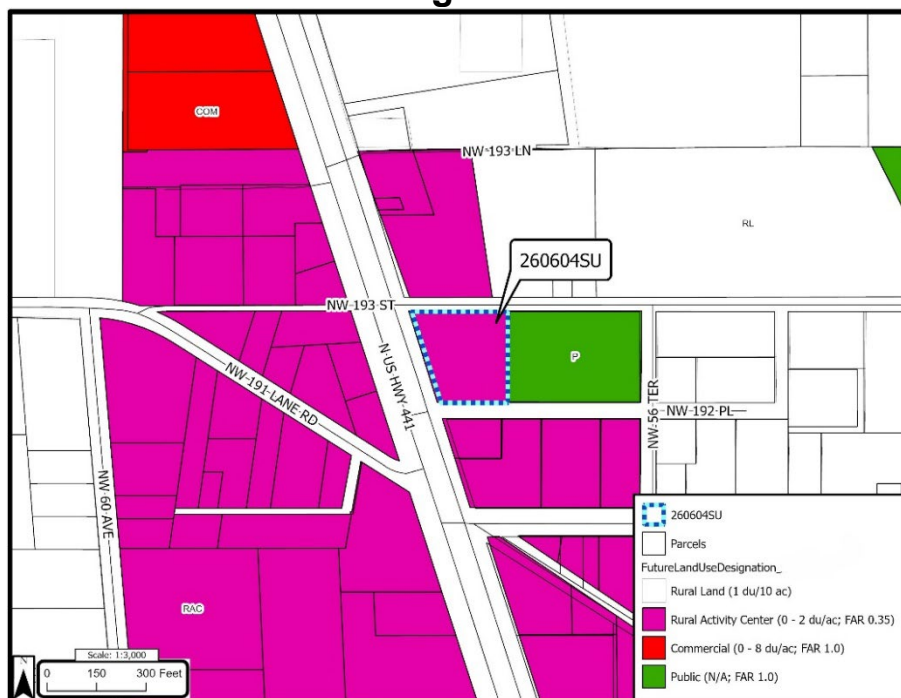 g
COM
NW 193 LN
RL
260604SU
NW 193 ST
P
NW 191 LANE RD
N US HWY 441
NW 56 TER
NW 192 PL
NW 60 AVE
RAC
260604SU
Parcels
FutureLandUseDesignation_
Rural Land (1 du/10 ac)
Rural Activity Center (0 - 2 du/ac; FAR 0.35)
Commercial (0 - 8 du/ac; FAR 1.0)
Public (N/A; FAR 1.0)
N
Scale: 1:3,000
0 150 300 Feet